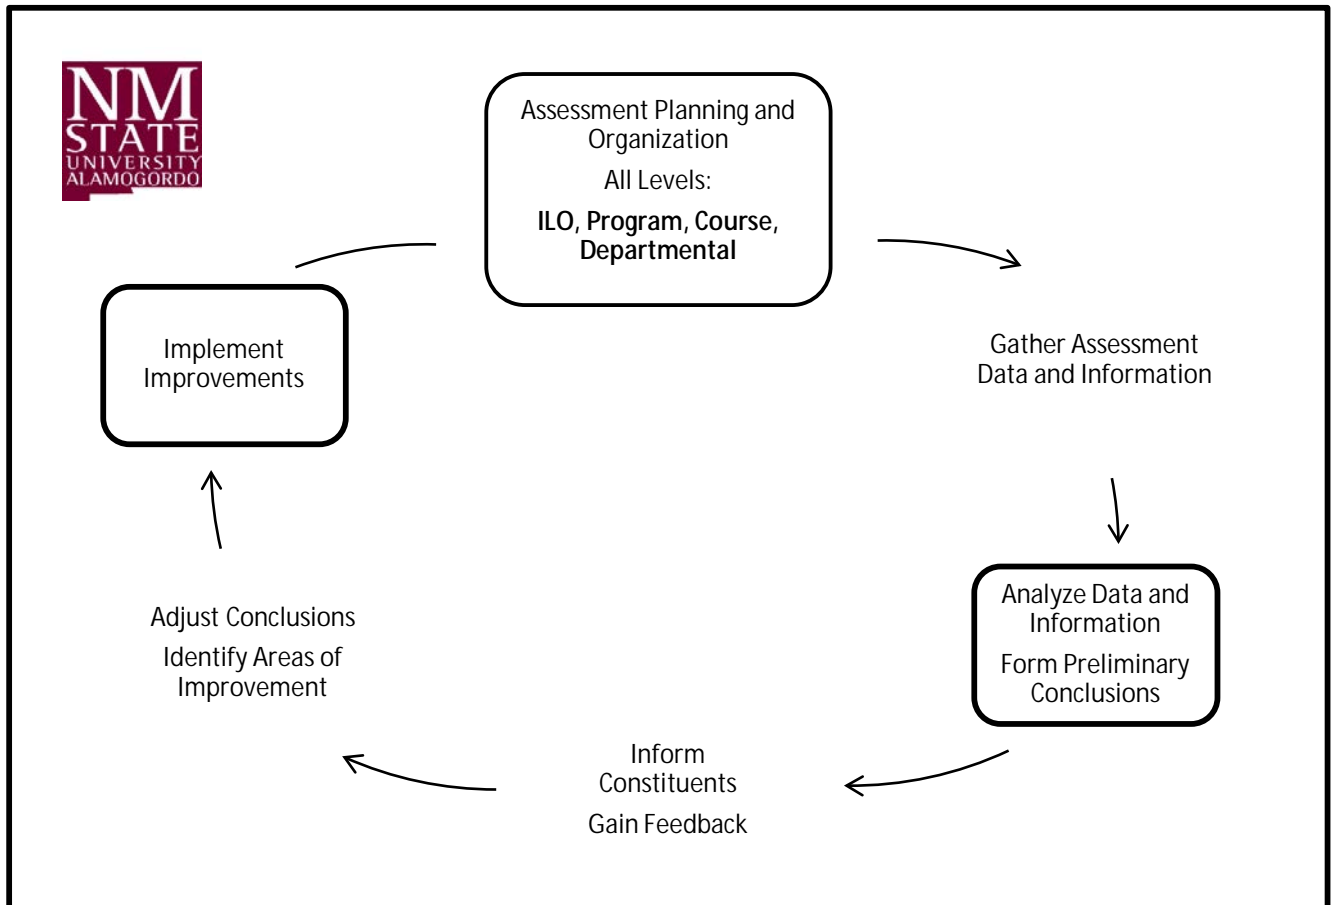 NM
STATE
UNIVERSITY
ALAMOGORDO
Assessment Planning and
Organization
All Levels:
ILO, Program, Course,
Departmental
Gather Assessment
Data and Information
Analyze Data and
Information
Form Preliminary
Conclusions
Inform
Constituents
Gain Feedback
Adjust Conclusions
Identify Areas of
Improvement
Implement
Improvements